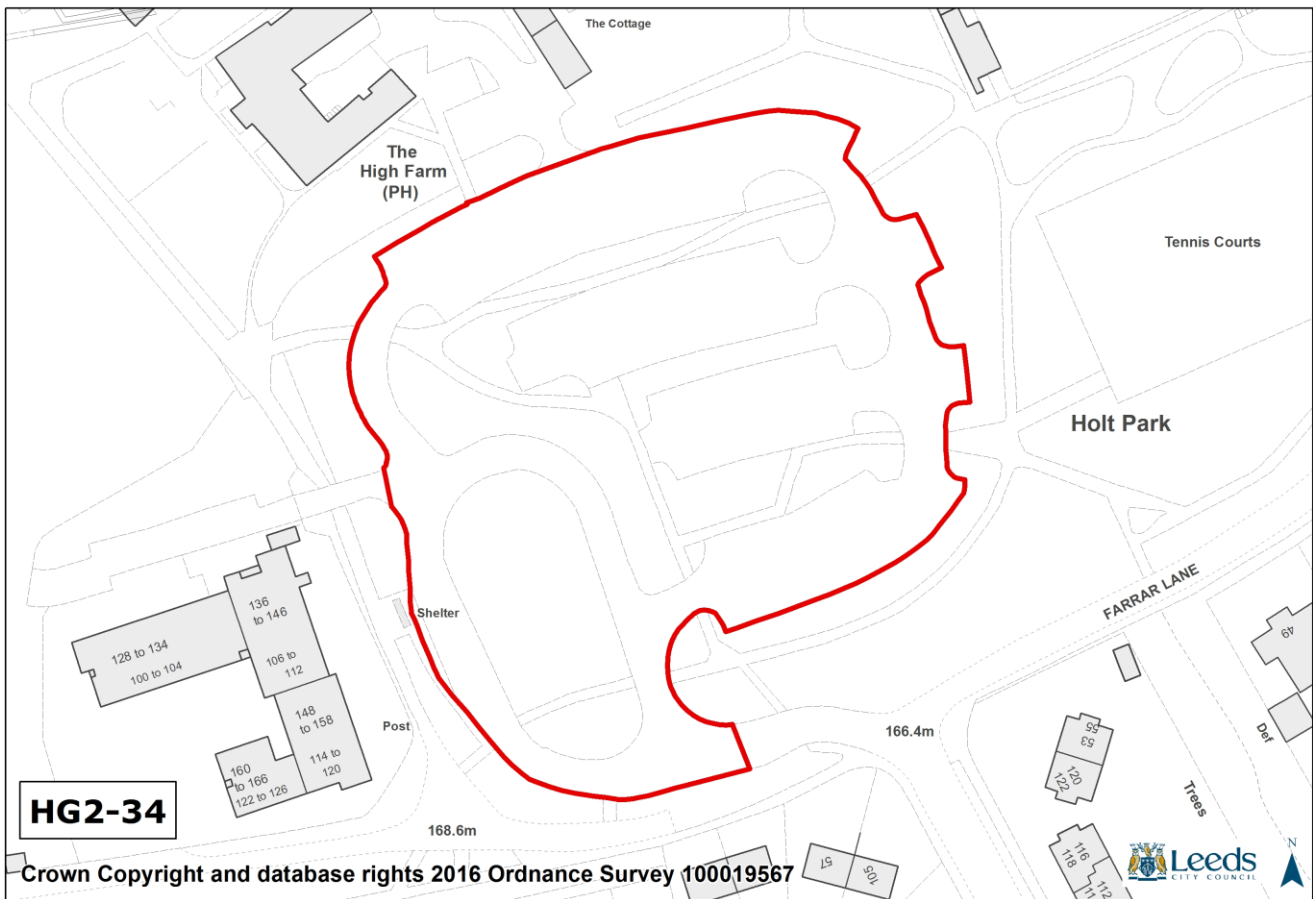 The Cottage
The
High Farm
(PH)
Tennis Courts
Holt Park
FARRAR LANE
Shelter
136
to 146
128 to 134
100 to 104
106 to
112
148
to 158
114 to
120
160
to 166
122 to 126
Post
49
Def
55
53
120
122
Trees
166.4m
168.6m
116
118
112
11
57
105
HG2-34
Crown Copyright and database rights 2016 Ordnance Survey 100019567
Leeds
CITY COUNCIL
N